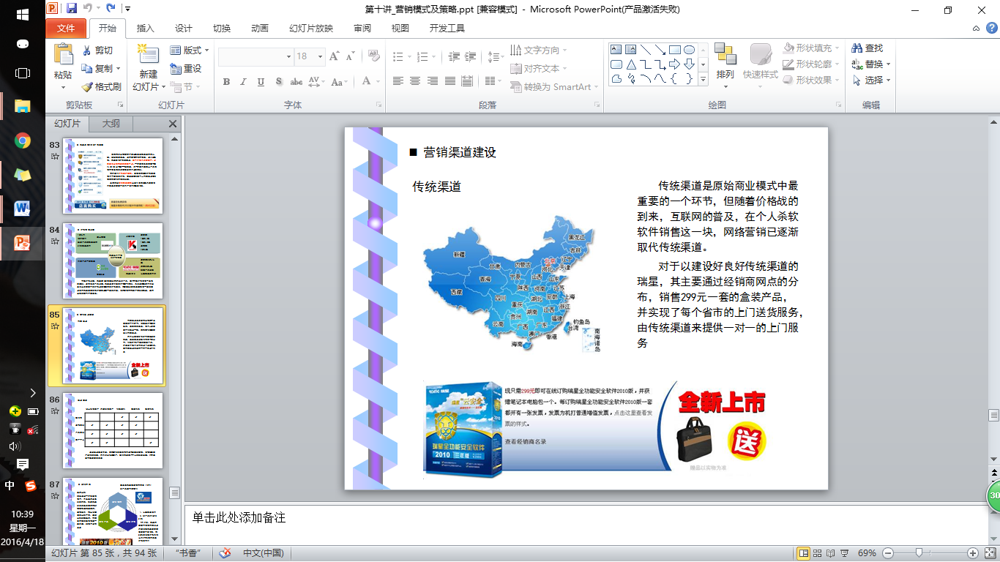 第十讲_营销模式及策略.ppt [兼容模式] - Microsoft PowerPoint(产品激活失败)
文件 开始 插入 设计 切换 动画 幻灯片放映 审阅 视图 开发工具
粘贴 剪切 复制 格式刷 剪贴板
新建 幻灯片 版式 重设 节 幻灯片
18
B I U S abc AV Aa A
字体
段落
文字方向
对齐文本
转换为 SmartArt
排列 快速样式
形状填充
形状轮廓
形状效果
绘图
查找
替换
选择
编辑
幻灯片 大纲
83
84
85
86
87
■ 营销渠道建设
传统渠道
黑龙江
吉林
辽宁
新疆
甘肃
内蒙古
北京
天津
河北
青海
宁夏
山西
山东
西藏
陕西
河南
江苏
四川
湖北
安徽
上海
重庆
浙江
贵州
湖南
江西
云南
广西
广东
福建
钓鱼岛
台湾
澳门
香港
海南
南海诸岛
传统渠道是原始商业模式中最
重要的一个环节，但随着价格战的
到来，互联网的普及，在个人杀软
软件销售这一块，网络营销已逐渐
取代传统渠道。
对于以建设好良好传统渠道的
瑞星，其主要通过经销商网点的分
布，销售299元一套的盒装产品，
并实现了每个省市的上门送货服务，
由传统渠道来提供一对一的上门服
务
瑞星“云安全”
瑞星全功能安全软件
2010 三年版
现只需299元即可在线订购瑞星全功能安全软件2010版，并获
赠笔记本电脑包一个。每订购瑞星全功能安全软件2010版一套
都开有一张发票，发票为机打普通增值发票，点击这里查看发
票的样式。
查看经销商名录
全新上市
送
赠品以实物为准
单击此处添加备注
幻灯片 第 85 张，共 94 张 “书香” 中文(中国) 69%
中
10:39
星期一
2016/4/18
30